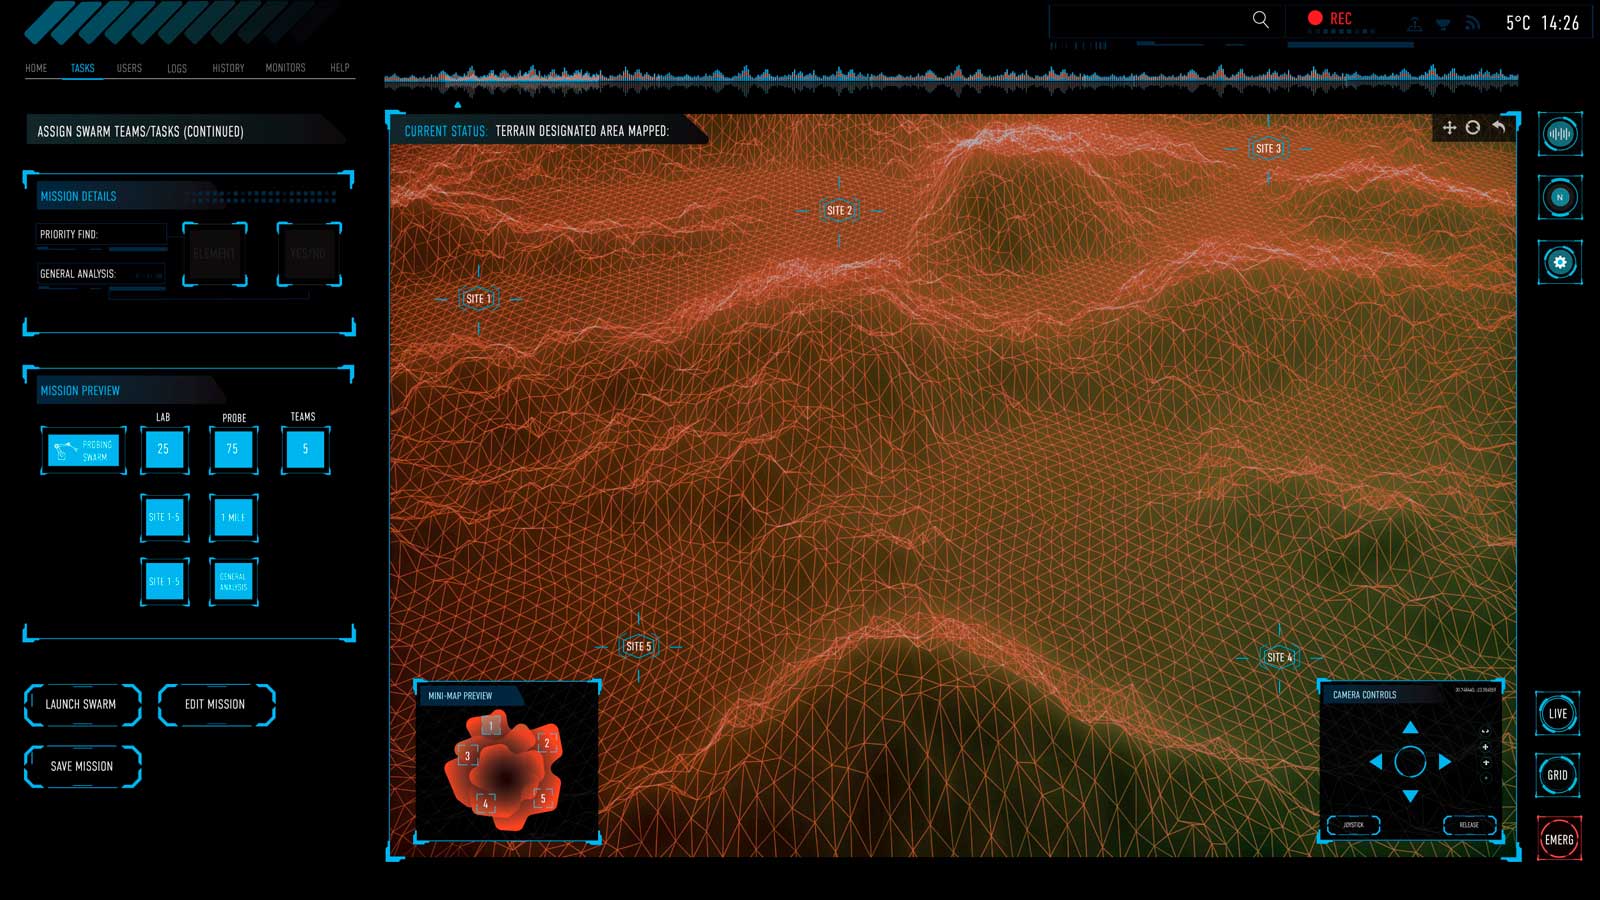 REC
5°C 14:26
HOME TASKS USERS LOGS HISTORY MONITORS HELP
ASSIGN SWARM TEAMS/TASKS (CONTINUED)
CURRENT STATUS: TERRAIN DESIGNATED AREA MAPPED:
MISSION DETAILS
PRIORITY FIND:
ELEMENT
YES/NO
GENERAL ANALYSIS:
MISSION PREVIEW
LAB PROBE TEAMS
PROBING
SWARM
25 75 5
SITE 1-5 1 MILE
SITE 1-5
GENERAL
ANALYSIS
LAUNCH SWARM EDIT MISSION
SAVE MISSION
SITE 3
SITE 2
SITE 1
SITE 5
SITE 4
MINI-MAP PREVIEW
1
2
3
4
5
CAMERA CONTROLS
JOYSTICK RELEASE
N
LIVE
GRID
EMERG